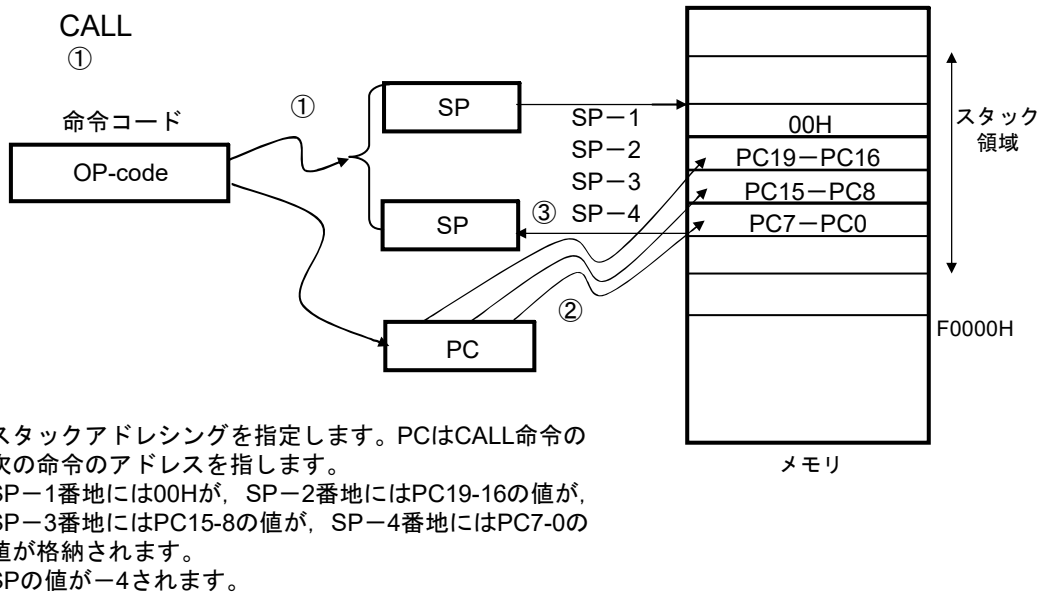 CALL
①
命令コード
OP-code
①
SP
SP
③
PC
②
SP－1
SP－2
SP－3
SP－4
00H
PC19－PC16
PC15－PC8
PC7－PC0
スタック
領域
F0000H
メモリ
スタックアドレシングを指定します。PCはCALL命令の
次の命令のアドレスを指します。
SP－1番地には00Hが，SP－2番地にはPC19-16の値が，
SP－3番地にはPC15-8の値が，SP－4番地にはPC7-0の
値が格納されます。
SPの値が－4されます。